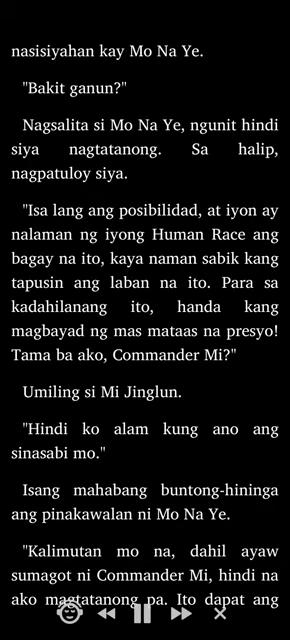 nasisiyahan kay Mo Na Ye.
"Bakit ganun?"
Nagsalita si Mo Na Ye, ngunit hindi
siya nagtatanong. Sa halip,
nagpatuloy siya.
"Isa lang ang posibilidad, at iyon ay
nalaman ng iyong Human Race ang
bagay na ito, kaya naman sabik kang
tapusin ang laban na ito. Para sa
kadahilanang ito, handa kang
magbayad ng mas mataas na presyo!
Tama ba ako, Commander Mi?"
Umiling si Mi Jinglun.
"Hindi ko alam kung ano ang
sinasabi mo."
Isang mahabang buntong-hininga
ang pinakawalan ni Mo Na Ye.
"Kalimutan mo na, dahil ayaw
sumagot ni Commander Mi, hindi na
ako magtatanong pa. Ito dapat ang